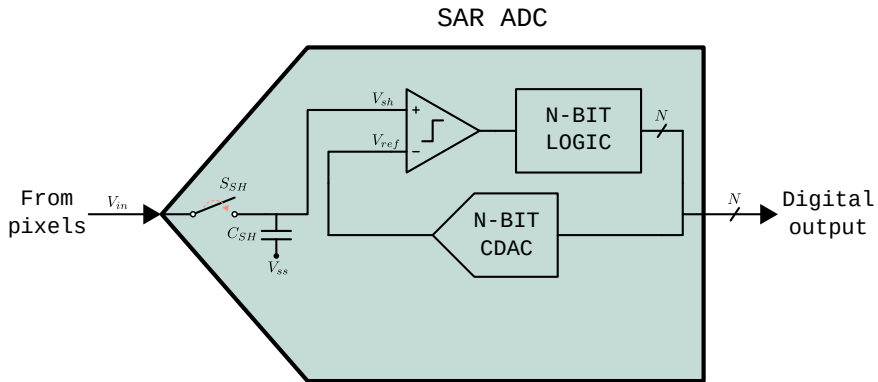 SAR ADC
V_sh
+
N-BIT
LOGIC
N
V_ref
−
From
pixels
V_in
S_SH
C_SH
V_ss
N-BIT
CDAC
N
Digital
output